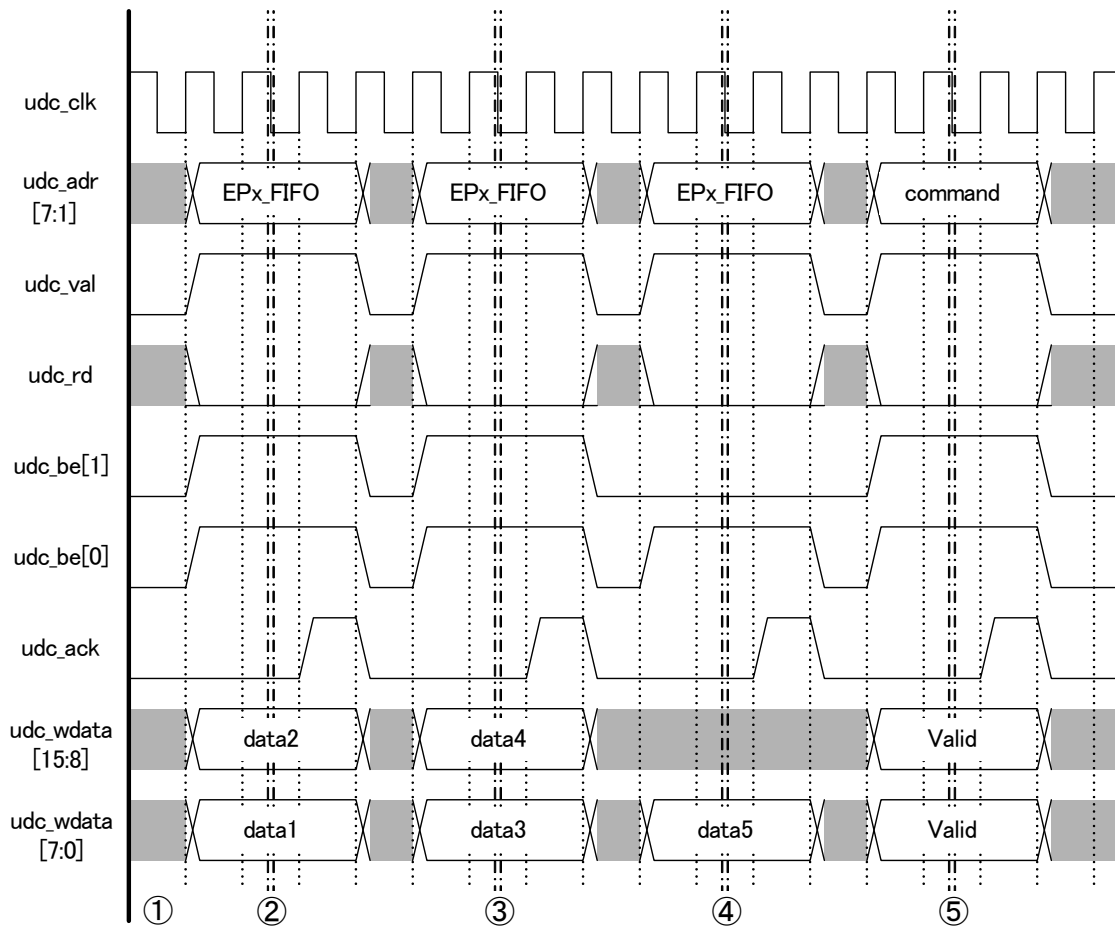 udc_clk
udc_adr
[7:1]
EPx_FIFO
EPx_FIFO
EPx_FIFO
command
udc_val
udc_rd
udc_be[1]
udc_be[0]
udc_ack
udc_wdata
[15:8]
data2
data4
Valid
udc_wdata
[7:0]
data1
data3
data5
Valid
① ② ③ ④ ⑤